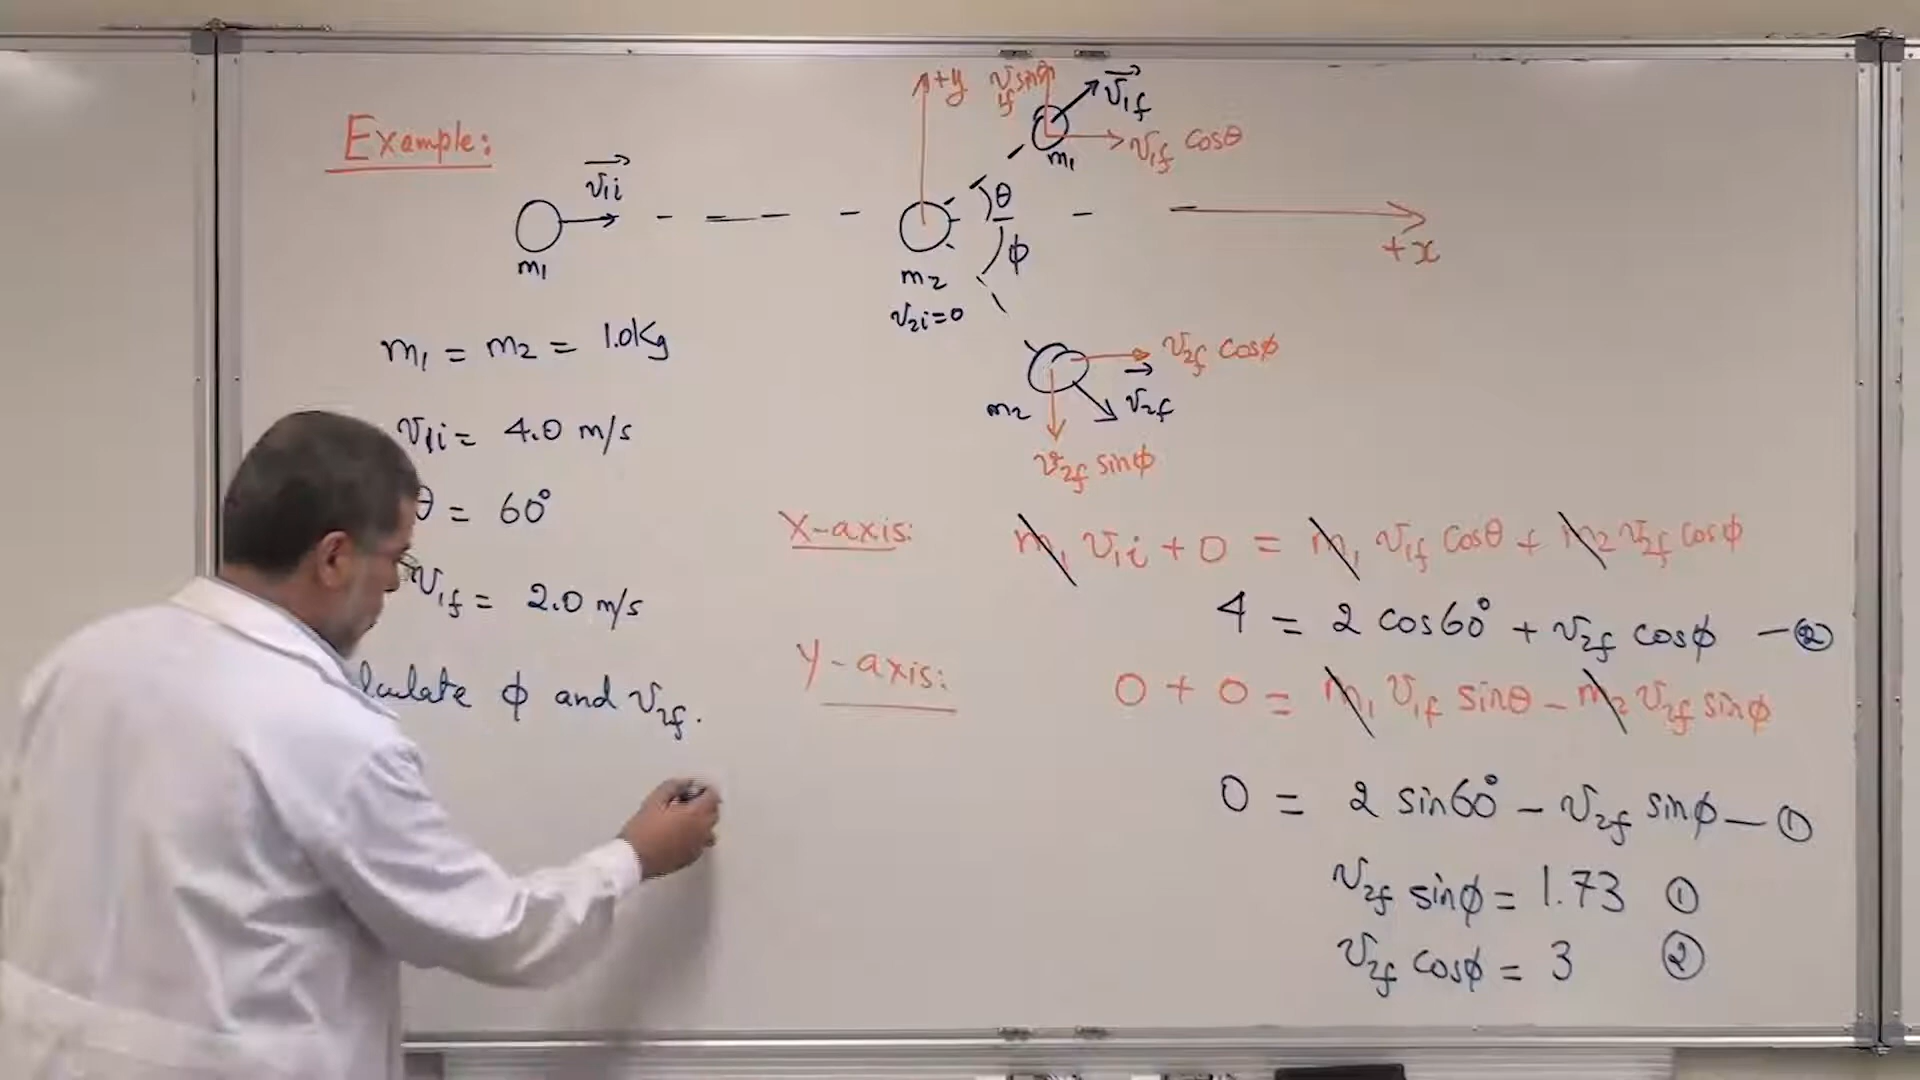 Example:
v1i
m1
+y
v1f sinθ
v1f
v1f cosθ
m1
θ
ϕ
m2
v2i=0
+x
v2f cosϕ
v2f
m2
v2f sinϕ
m1 = m2 = 1.0Kg
v1i = 4.0 m/s
θ = 60°
v1f = 2.0 m/s
lculate ϕ and v2f.
X-axis: m1 v1i + 0 = m1 v1f cosθ + m2 v2f cosϕ
4 = 2 cos60° + v2f cosϕ — ②
Y-axis: 0 + 0 = m1 v1f sinθ - m2 v2f sinϕ
0 = 2 sin60° - v2f sinϕ — ①
v2f sinϕ = 1.73 ①
v2f cosϕ = 3 ②